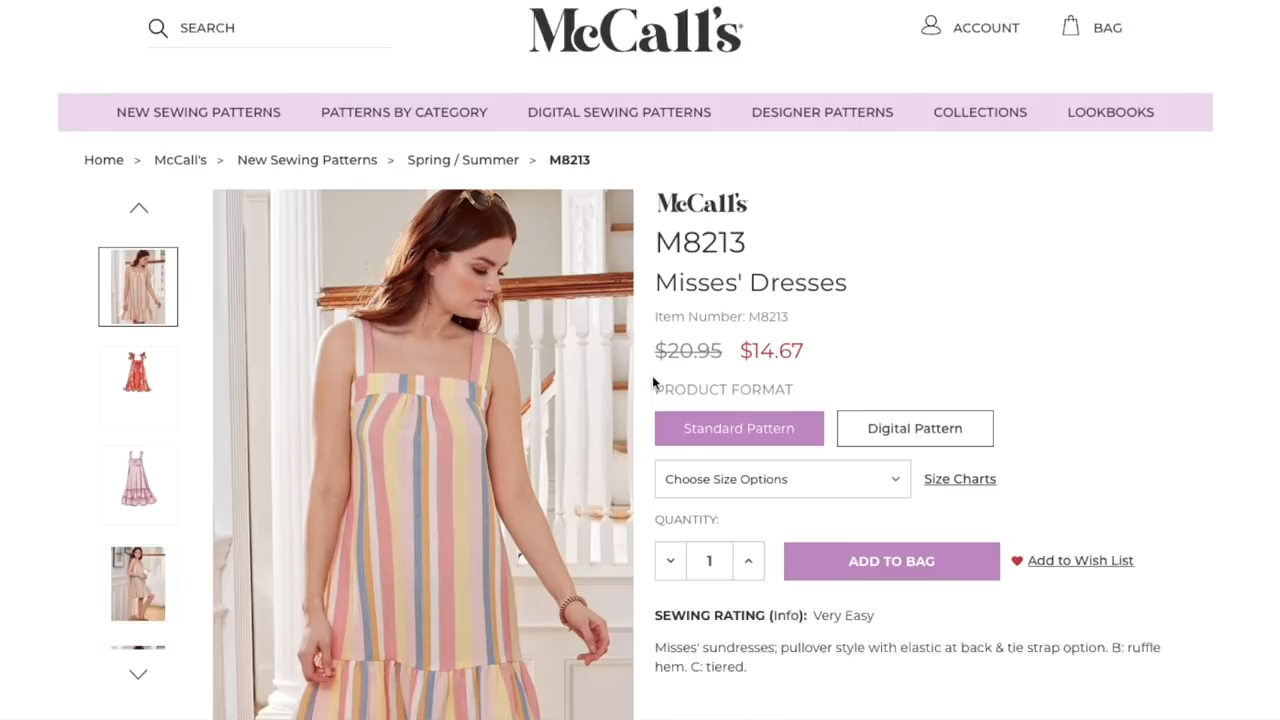 SEARCH
McCall's
ACCOUNT
BAG
NEW SEWING PATTERNS
PATTERNS BY CATEGORY
DIGITAL SEWING PATTERNS
DESIGNER PATTERNS
COLLECTIONS
LOOKBOOKS
Home > McCall's > New Sewing Patterns > Spring / Summer > M8213
McCall's
M8213
Misses' Dresses
Item Number: M8213
$20.95 $14.67
PRODUCT FORMAT
Standard Pattern
Digital Pattern
Choose Size Options
Size Charts
QUANTITY:
1
ADD TO BAG
Add to Wish List
SEWING RATING (Info): Very Easy
Misses' sundresses; pullover style with elastic at back & tie strap option. B: ruffle
hem. C: tiered.